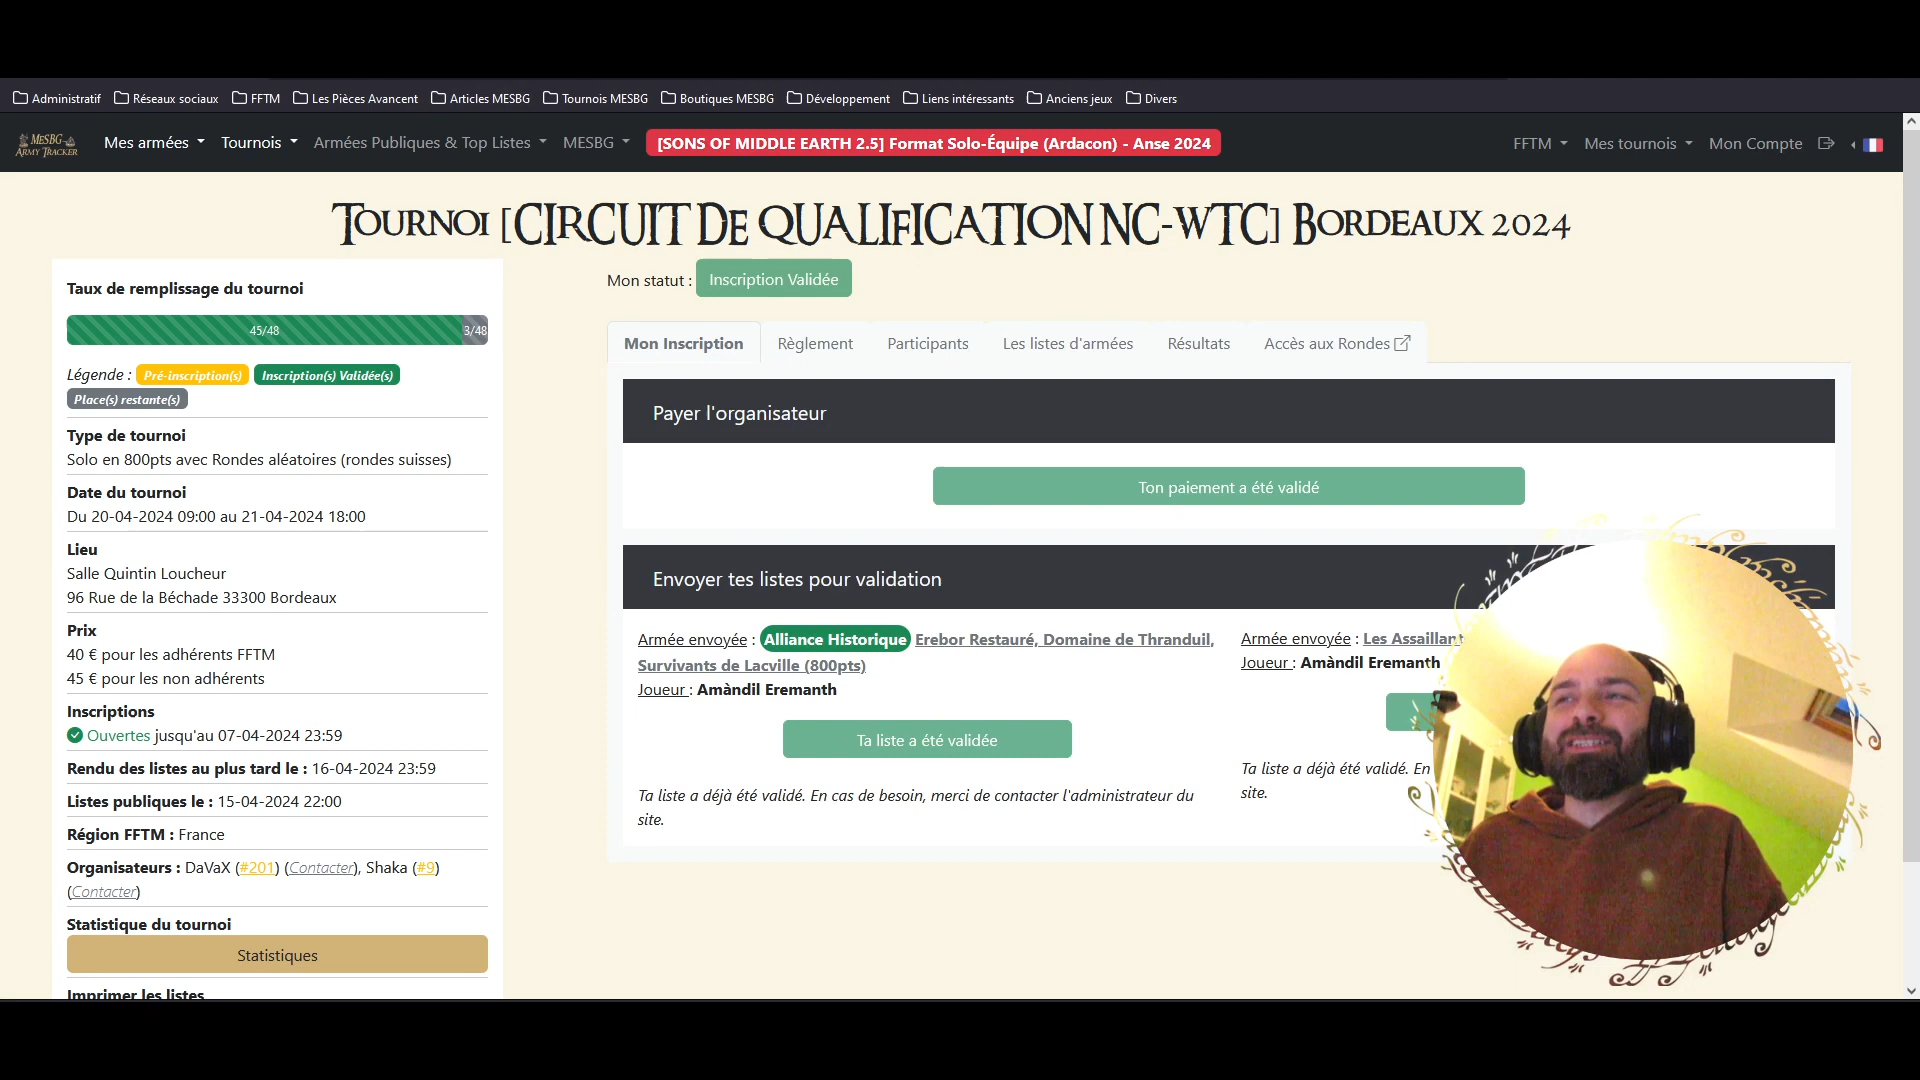 Administratif Réseaux sociaux FFTM Les Pièces Avancent Articles MESBG Tournois MESBG Boutiques MESBG Développement Liens intéressants Anciens jeux Divers
MESBG
ARMY TRACKER
Mes armées Tournois Armées Publiques & Top Listes MESBG [SONS OF MIDDLE EARTH 2.5] Format Solo-Équipe (Ardacon) - Anse 2024 FFTM Mes tournois Mon Compte
Tournoi [CIRCUIT De QUALIfICATION NC-WTC] Bordeaux 2024
Taux de remplissage du tournoi
45/48 3/48
Légende : Pré-inscription(s) Inscription(s) Validée(s)
Place(s) restante(s)
Type de tournoi
Solo en 800pts avec Rondes aléatoires (rondes suisses)
Date du tournoi
Du 20-04-2024 09:00 au 21-04-2024 18:00
Lieu
Salle Quintin Loucheur
96 Rue de la Béchade 33300 Bordeaux
Prix
40 € pour les adhérents FFTM
45 € pour les non adhérents
Inscriptions
Ouvertes jusqu'au 07-04-2024 23:59
Rendu des listes au plus tard le : 16-04-2024 23:59
Listes publiques le : 15-04-2024 22:00
Région FFTM : France
Organisateurs : DaVaX (#201) (Contacter), Shaka (#9)
(Contacter)
Statistique du tournoi
Statistiques
Imprimer les listes
Mon statut : Inscription Validée
Mon Inscription Règlement Participants Les listes d'armées Résultats Accès aux Rondes
Payer l'organisateur
Ton paiement a été validé
Envoyer tes listes pour validation
Armée envoyée : Alliance Historique Erebor Restauré, Domaine de Thranduil,
Survivants de Lacville (800pts)
Joueur : Amàndil Eremanth
Ta liste a été validée
Ta liste a déjà été validé. En cas de besoin, merci de contacter l'administrateur du
site.
Armée envoyée : Les Assaillant
Joueur : Amàndil Eremanth
Ta liste a déjà été validé. En
site.